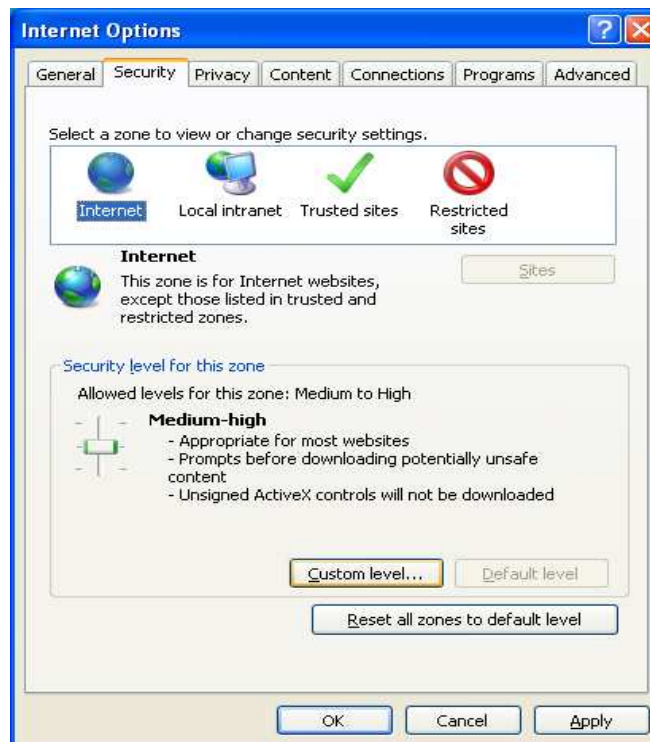 Internet Options
General Security Privacy Content Connections Programs Advanced
Select a zone to view or change security settings.
Internet Local intranet Trusted sites Restricted
sites
Internet
Sites
This zone is for Internet websites,
except those listed in trusted and
restricted zones.
Security level for this zone
Allowed levels for this zone: Medium to High
Medium-high
- Appropriate for most websites
- Prompts before downloading potentially unsafe
content
- Unsigned ActiveX controls will not be downloaded
Custom level... Default level
Reset all zones to default level
OK Cancel Apply